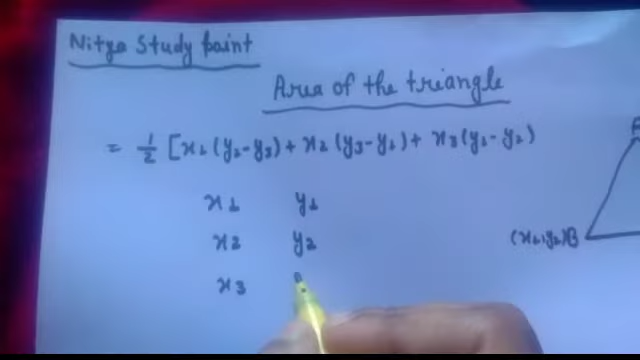 Nitya Study point
Area of the triangle
= 1/2 [x1(y2-y3)+x2(y3-y1)+x3(y1-y2)
x1 y1
x2 y2
(x2,y2)B
x3